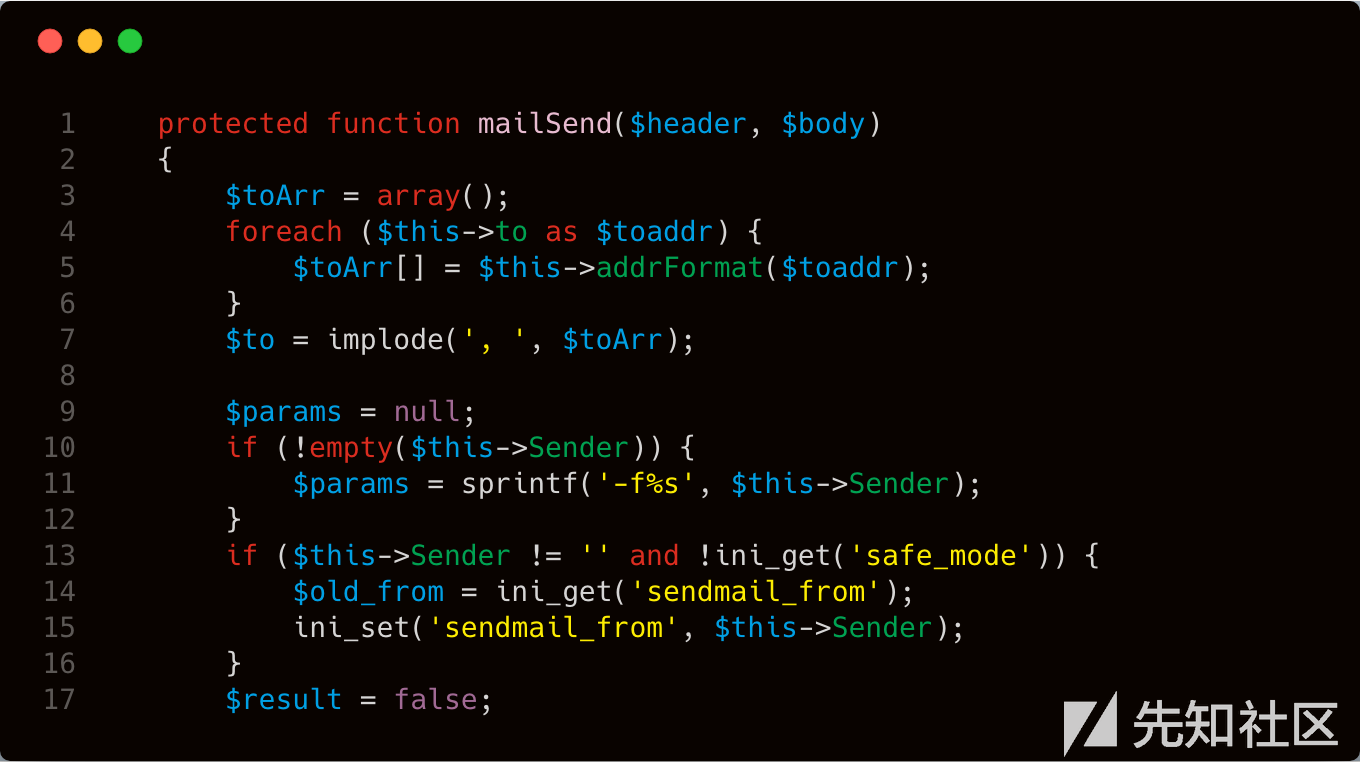 1 protected function mailSend($header, $body)
2 {
3 $toArr = array();
4 foreach ($this->to as $toaddr) {
5 $toArr[] = $this->addrFormat($toaddr);
6 }
7 $to = implode(', ', $toArr);
8
9 $params = null;
10 if (!empty($this->Sender)) {
11 $params = sprintf('-f%s', $this->Sender);
12 }
13 if ($this->Sender != '' and !ini_get('safe_mode')) {
14 $old_from = ini_get('sendmail_from');
15 ini_set('sendmail_from', $this->Sender);
16 }
17 $result = false;
先知社区